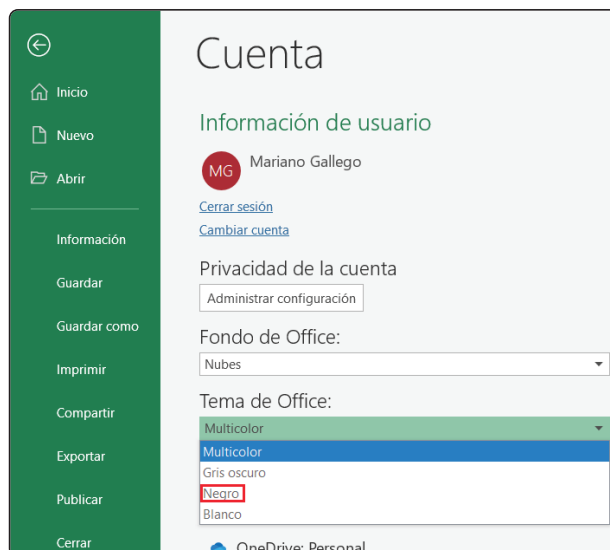 Inicio
Nuevo
Abrir
Información
Guardar
Guardar como
Imprimir
Compartir
Exportar
Publicar
Cerrar
Cuenta
Información de usuario
MG
Mariano Gallego
Cerrar sesión
Cambiar cuenta
Privacidad de la cuenta
Administrar configuración
Fondo de Office:
Nubes
Tema de Office:
Multicolor
Multicolor
Gris oscuro
Negro
Blanco
OneDrive: Personal